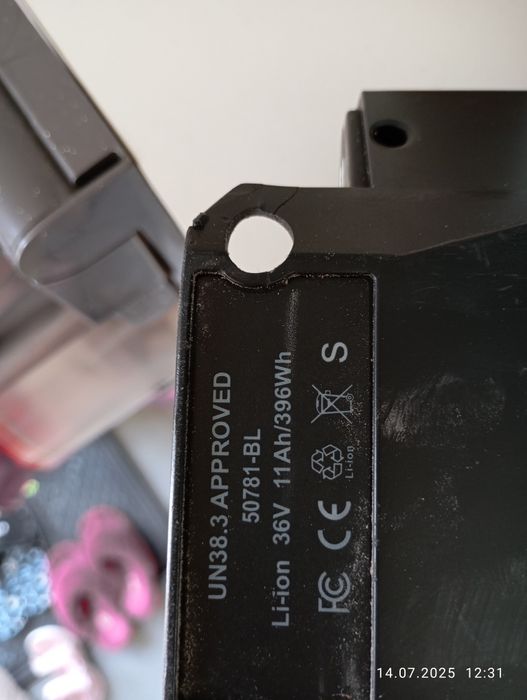 UN38.3 APPROVED
50781-BL
Li-ion 36V 11Ah/396Wh
FC CE Li-ion S
14.07.2025 12:31